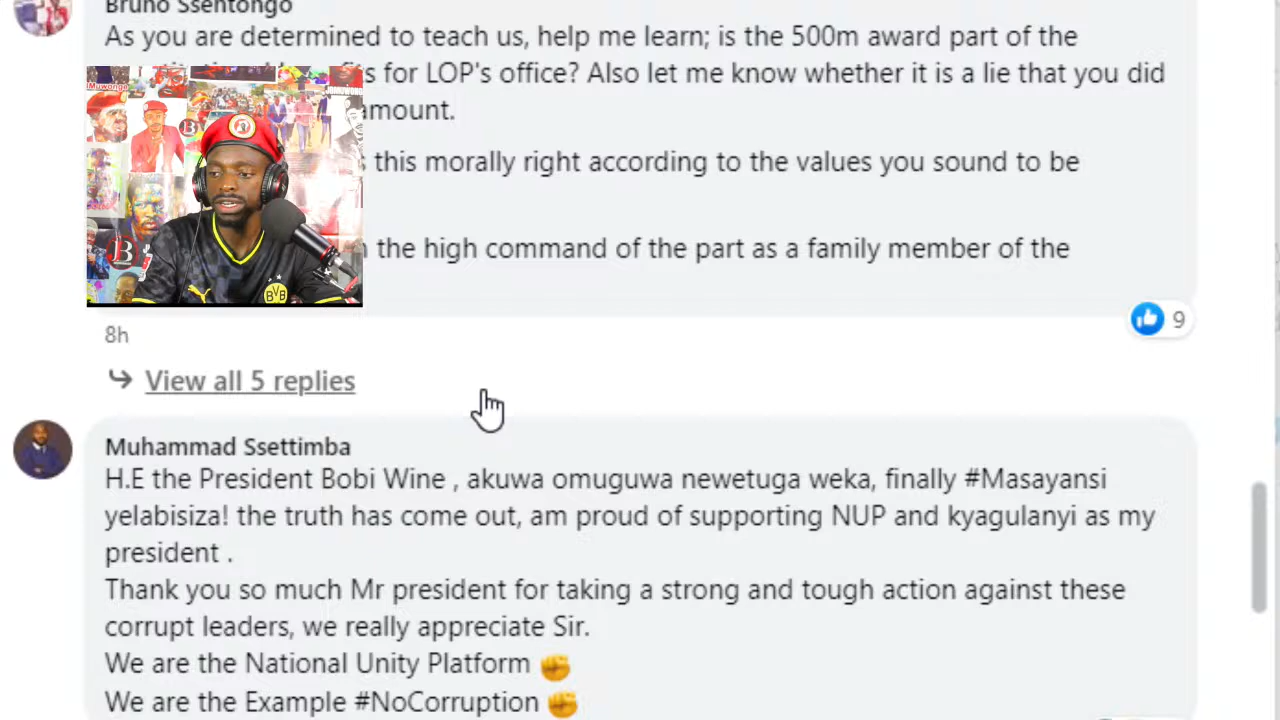 Bruno Ssentongo
As you are determined to teach us, help me learn; is the 500m award part of the
for LOP's office? Also let me know whether it is a lie that you did
amount.
this morally right according to the values you sound to be
the high command of the part as a family member of the
8h
9
View all 5 replies
Muhammad Ssettimba
H.E the President Bobi Wine , akuwa omuguwa newetuga weka, finally #Masayansi
yelabisiza! the truth has come out, am proud of supporting NUP and kyagulanyi as my
president .
Thank you so much Mr president for taking a strong and tough action against these
corrupt leaders, we really appreciate Sir.
We are the National Unity Platform ✊
We are the Example #NoCorruption ✊
BVB